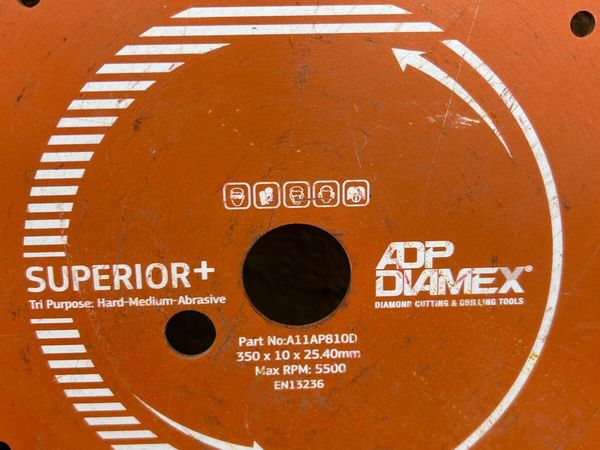 SUPERIOR+
Tri Purpose: Hard-Medium-Abrasive
ADP
DIAMEX®
DIAMOND CUTTING & DRILLING TOOLS
Part No:A11AP810D
350 x 10 x 25.40mm
Max RPM: 5500
EN13236